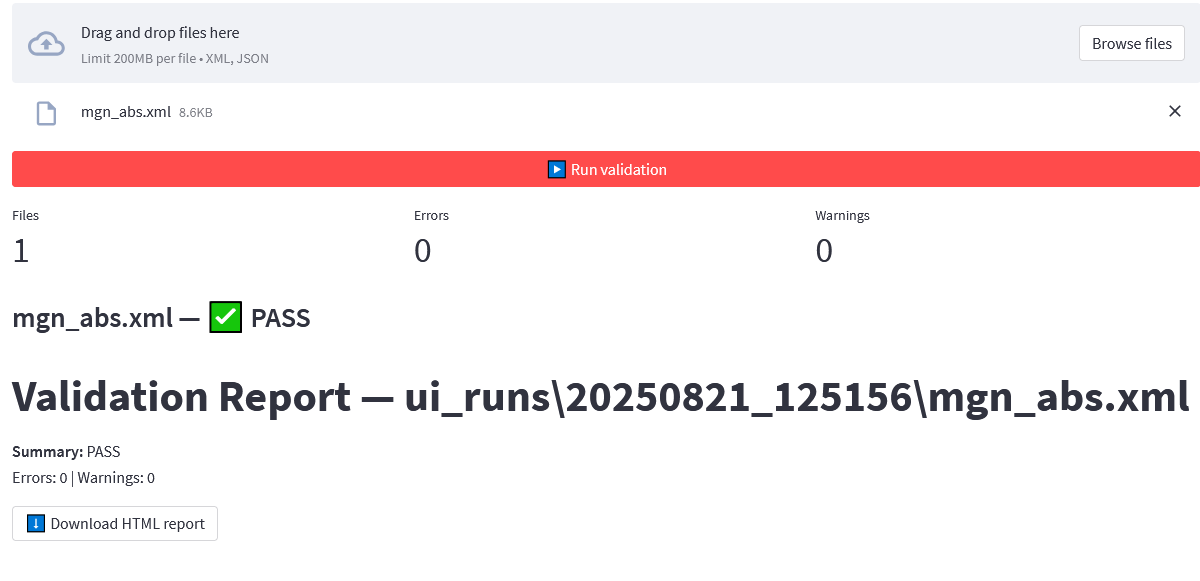 Drag and drop files here
Limit 200MB per file • XML, JSON
Browse files
mgn_abs.xml 8.6KB
Run validation
Files
1
Errors
0
Warnings
0
mgn_abs.xml — ✅ PASS
Validation Report — ui_runs\20250821_125156\mgn_abs.xml
Summary: PASS
Errors: 0 | Warnings: 0
Download HTML report